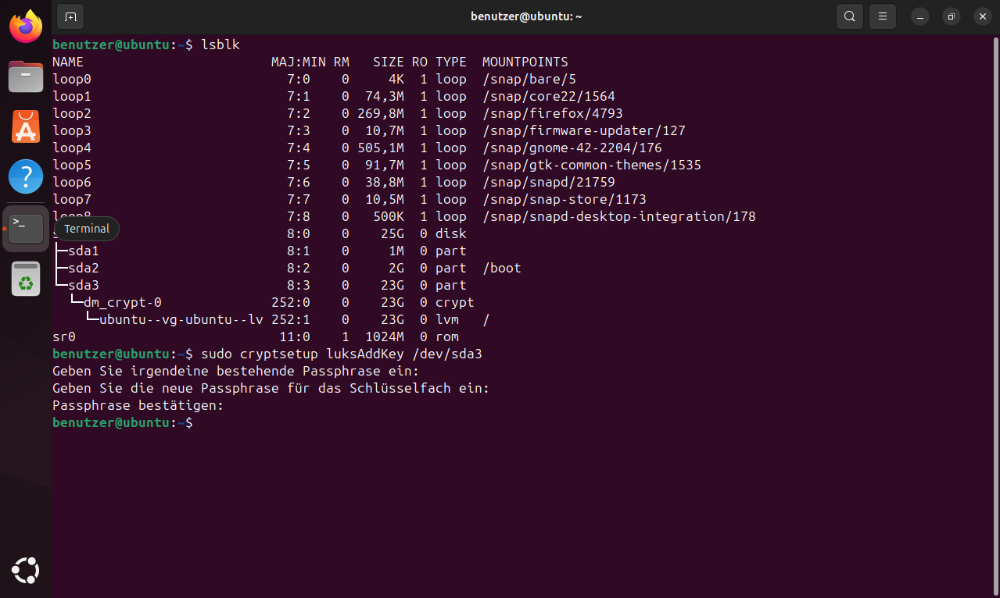 benutzer@ubuntu: ~
benutzer@ubuntu:~$ lsblk
NAME MAJ:MIN RM SIZE RO TYPE MOUNTPOINTS
loop0 7:0 0 4K 1 loop /snap/bare/5
loop1 7:1 0 74,3M 1 loop /snap/core22/1564
loop2 7:2 0 269,8M 1 loop /snap/firefox/4793
loop3 7:3 0 10,7M 1 loop /snap/firmware-updater/127
loop4 7:4 0 505,1M 1 loop /snap/gnome-42-2204/176
loop5 7:5 0 91,7M 1 loop /snap/gtk-common-themes/1535
loop6 7:6 0 38,8M 1 loop /snap/snapd/21759
loop7 7:7 0 10,5M 1 loop /snap/snap-store/1173
loop8 7:8 0 500K 1 loop /snap/snapd-desktop-integration/178
Terminal
8:0 0 25G 0 disk
├─sda1 8:1 0 1M 0 part
├─sda2 8:2 0 2G 0 part /boot
└─sda3 8:3 0 23G 0 part
└─dm_crypt-0 252:0 0 23G 0 crypt
└─ubuntu--vg-ubuntu--lv 252:1 0 23G 0 lvm /
sr0 11:0 1 1024M 0 rom
benutzer@ubuntu:~$ sudo cryptsetup luksAddKey /dev/sda3
Geben Sie irgendeine bestehende Passphrase ein:
Geben Sie die neue Passphrase für das Schlüsselfach ein:
Passphrase bestätigen:
benutzer@ubuntu:~$